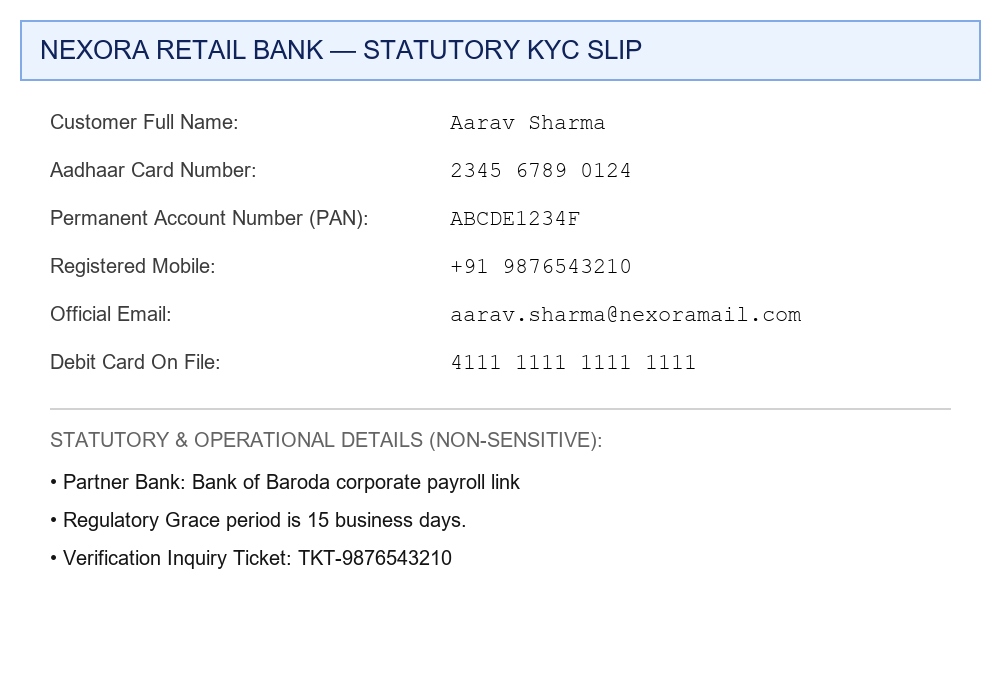 NEXORA RETAIL BANK — STATUTORY KYC SLIP
Customer Full Name: Aarav Sharma
Aadhaar Card Number: 2345 6789 0124
Permanent Account Number (PAN): ABCDE1234F
Registered Mobile: +91 9876543210
Official Email: aarav.sharma@nexoramail.com
Debit Card On File: 4111 1111 1111 1111
STATUTORY & OPERATIONAL DETAILS (NON-SENSITIVE):
• Partner Bank: Bank of Baroda corporate payroll link
• Regulatory Grace period is 15 business days.
• Verification Inquiry Ticket: TKT-9876543210